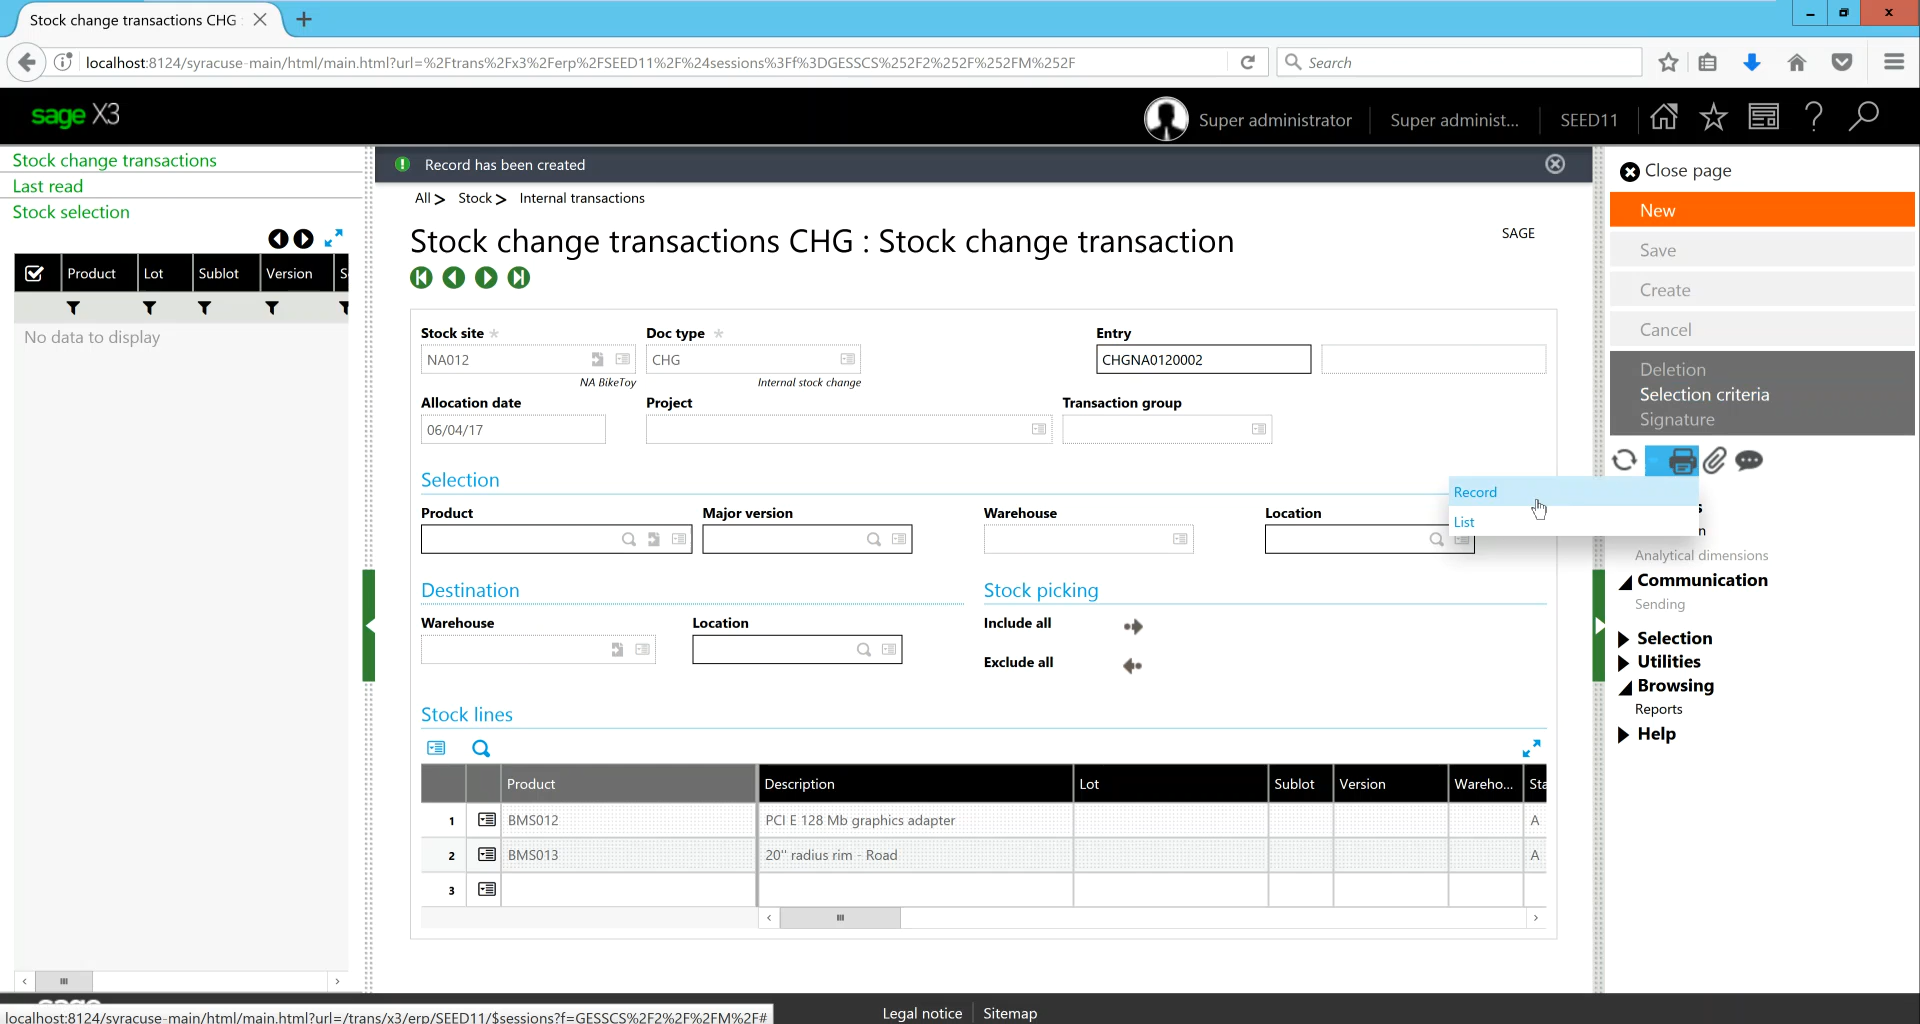 Stock change transactions CHG :
localhost:8124/syracuse-main/html/main.html?url=%2Ftrans%2Fx3%2Ferp%2FSEED11%2F%24sessions%3Ff%3DGESSCS%252F2%252F%252FM%252F
Search
sage X3
Super administrator
Super administ...
SEED11
Stock change transactions
Last read
Stock selection
Product Lot Sublot Version S
No data to display
Record has been created
All > Stock > Internal transactions
Stock change transactions CHG : Stock change transaction
SAGE
Stock site *
Doc type *
Entry
NA012
CHG
CHGNA0120002
NA BikeToy
Internal stock change
Allocation date
Project
Transaction group
06/04/17
Selection
Product
Major version
Warehouse
Location
Destination
Stock picking
Warehouse
Location
Include all
Exclude all
Stock lines
Product Description Lot Sublot Version Wareho... Sta
1 BMS012 PCI E 128 Mb graphics adapter A
2 BMS013 20" radius rim - Road A
3
Close page
New
Save
Create
Cancel
Deletion
Selection criteria
Signature
Record
List
s
n
Analytical dimensions
Communication
Sending
Selection
Utilities
Browsing
Reports
Help
localhost:8124/syracuse-main/html/main.html?url=/trans/x3/erp/SEED11/$sessions?f=GESSCS%2F2%2F%2FM%2F#
Legal notice
Sitemap